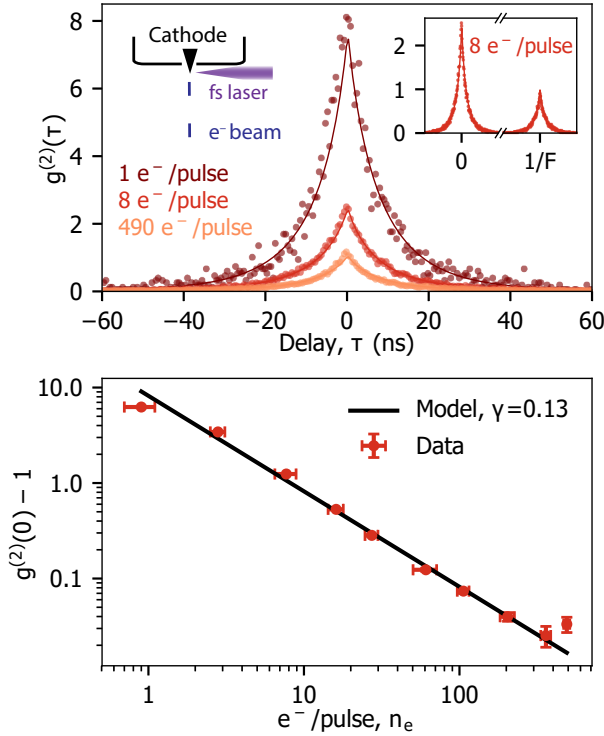 8
6
4
2
0
g⁽²⁾(τ)
Cathode
fs laser
e⁻ beam
1 e⁻/pulse
8 e⁻/pulse
490 e⁻/pulse
2
1
0
8 e⁻/pulse
0 1/F
−60 −40 −20 0 20 40 60
Delay, τ (ns)
10.0
1.0
0.1
g⁽²⁾(0) − 1
Model, γ=0.13
Data
1 10 100
e⁻/pulse, nₑ